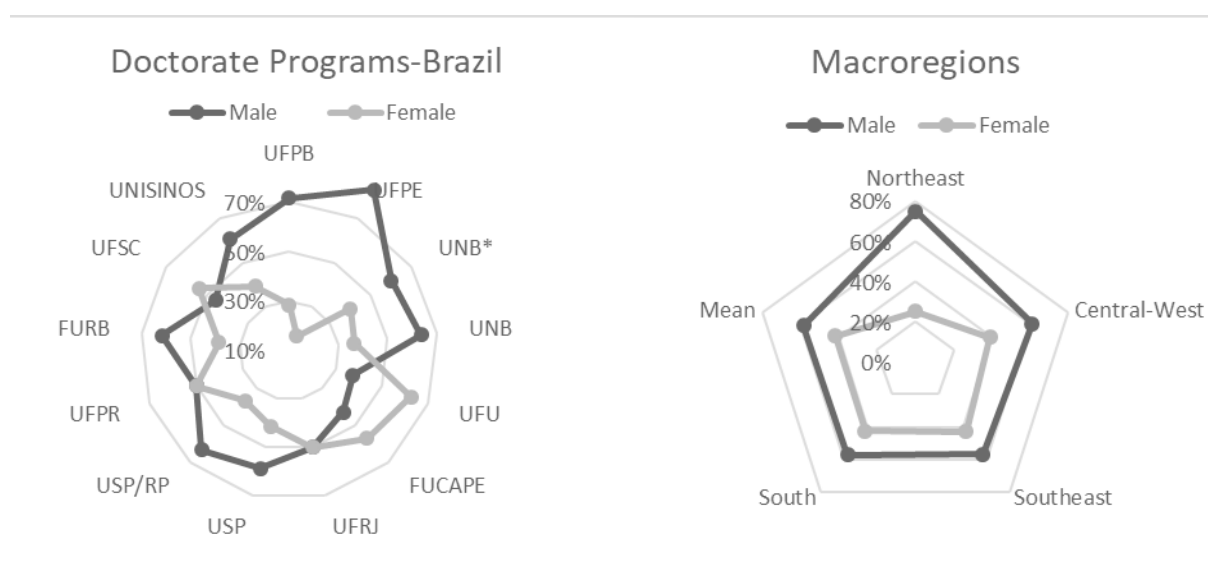 Doctorate Programs-Brazil
Male
Female
UFPB
UFPE
UNB*
UNB
UFU
FUCAPE
UFRJ
USP
USP/RP
UFPR
FURB
UFSC
UNISINOS
70%
50%
30%
10%
Macroregions
Male
Female
Northeast
Central-West
Southeast
South
Mean
80%
60%
40%
20%
0%